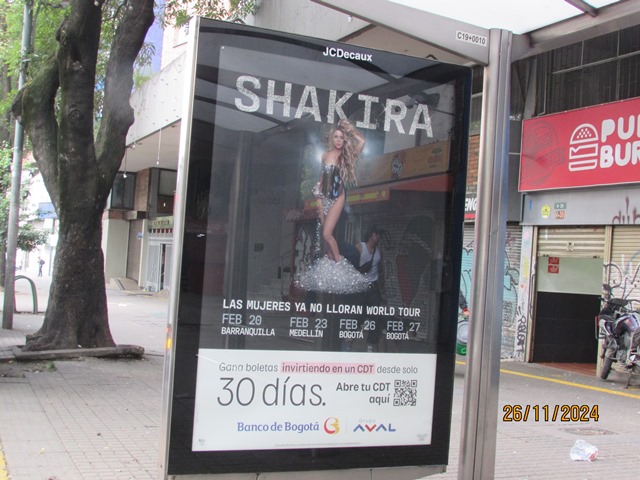 C19+0010
JCDecaux
SHAKIRA
LAS MUJERES YA NO LLORAN WORLD TOUR
FEB 20 FEB 23 FEB 26 FEB 27
BARRANQUILLA MEDELLÍN BOGOTÁ BOGOTÁ
Gana boletas invirtiendo en un CDT desde solo
30 días.
Abre tu CDT
aquí
Banco de Bogotá
AVAL
BUR
26/11/2024